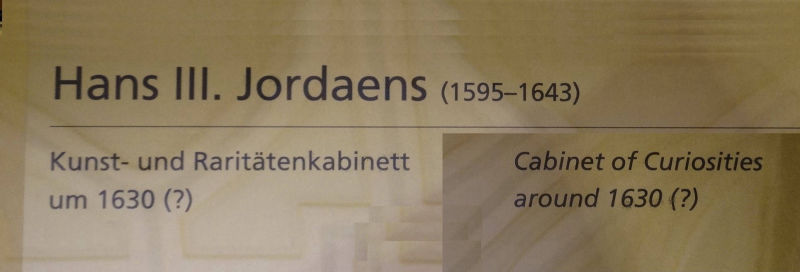 Hans III. Jordaens (1595–1643)
Kunst- und Raritätenkabinett
um 1630 (?)
Cabinet of Curiosities
around 1630 (?)